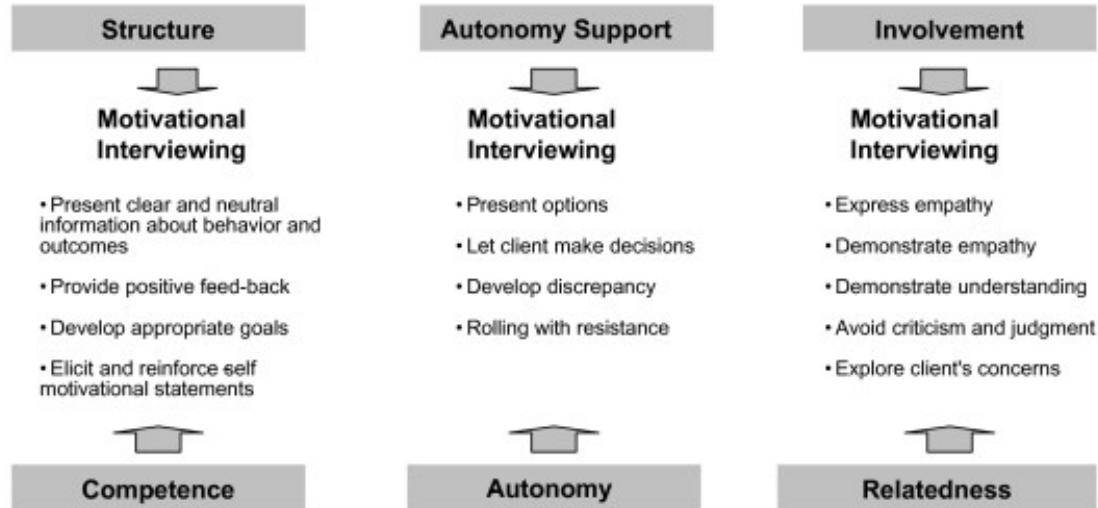 Structure
Motivational
Interviewing
• Present clear and neutral
information about behavior and
outcomes
• Provide positive feed-back
• Develop appropriate goals
• Elicit and reinforce self
motivational statements
Competence
Autonomy Support
Motivational
Interviewing
• Present options
• Let client make decisions
• Develop discrepancy
• Rolling with resistance
Autonomy
Involvement
Motivational
Interviewing
• Express empathy
• Demonstrate empathy
• Demonstrate understanding
• Avoid criticism and judgment
• Explore client's concerns
Relatedness